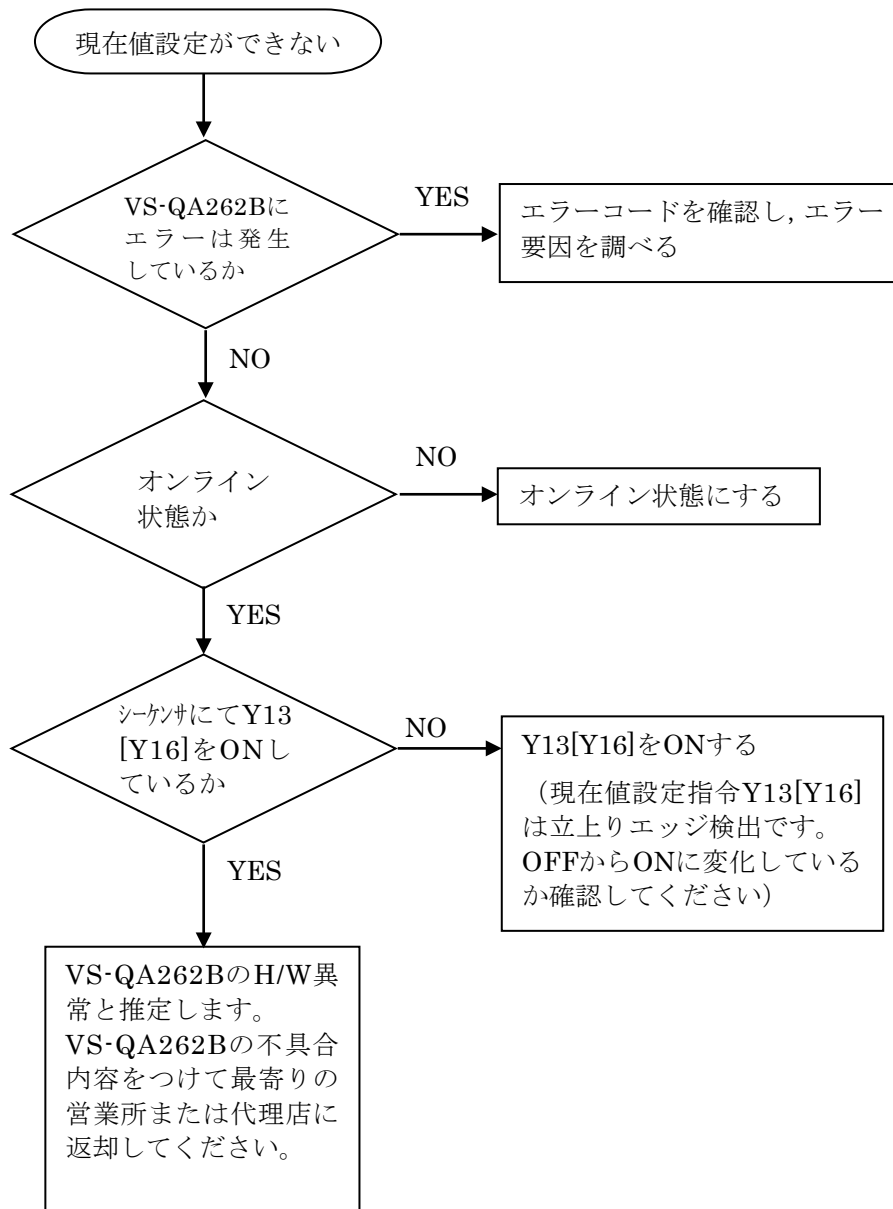 現在値設定ができない
VS-QA262Bに
エラーは発生
しているか
YES
エラーコードを確認し，エラー
要因を調べる
NO
オンライン
状態か
NO
オンライン状態にする
YES
ｼｰｹﾝｻにてY13
[Y16]をONし
ているか
NO
Y13[Y16]をONする
（現在値設定指令Y13[Y16]
は立上りエッジ検出です。
OFFからONに変化している
か確認してください）
YES
VS-QA262BのH/W異
常と推定します。
VS-QA262Bの不具合
内容をつけて最寄りの
営業所または代理店に
返却してください。